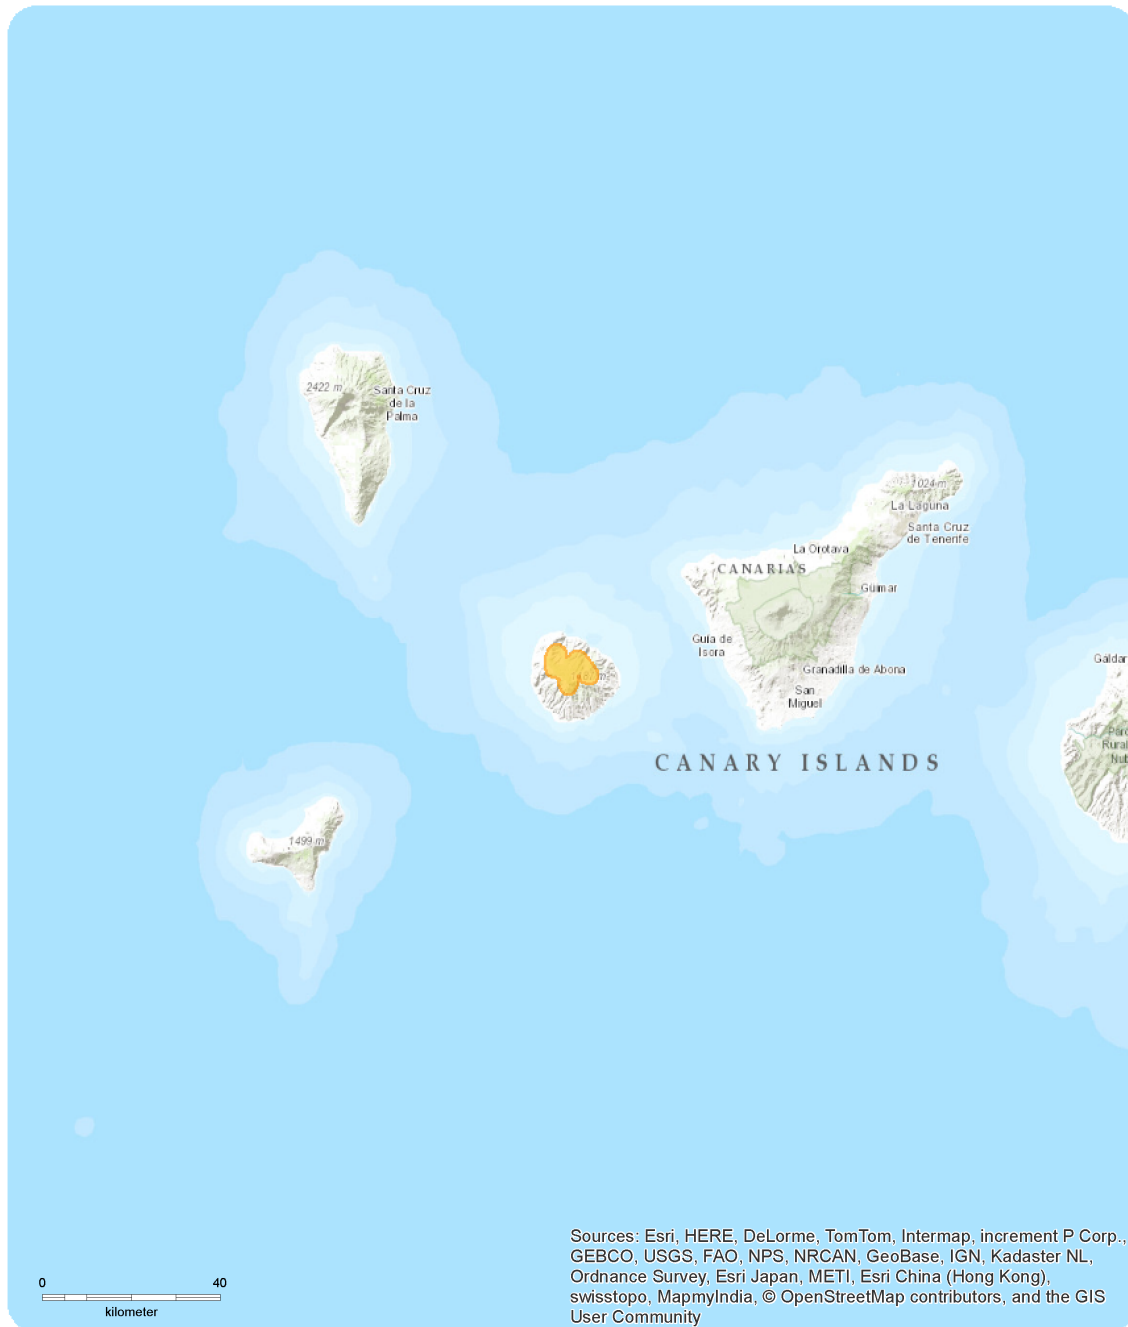 2422 m
Santa Cruz
de la
Palma
1024 m
La Laguna
Santa Cruz
de Tenerife
La Orotava
CANARIAS
Güímar
Guía de
Isora
Gáldar
Granadilla de Abona
San
Miguel
Rural
CANARY ISLANDS
1499 m
Sources: Esri, HERE, DeLorme, TomTom, Intermap, increment P Corp.,
GEBCO, USGS, FAO, NPS, NRCAN, GeoBase, IGN, Kadaster NL,
Ordnance Survey, Esri Japan, METI, Esri China (Hong Kong),
swisstopo, MapmyIndia, © OpenStreetMap contributors, and the GIS
User Community
0 40
kilometer